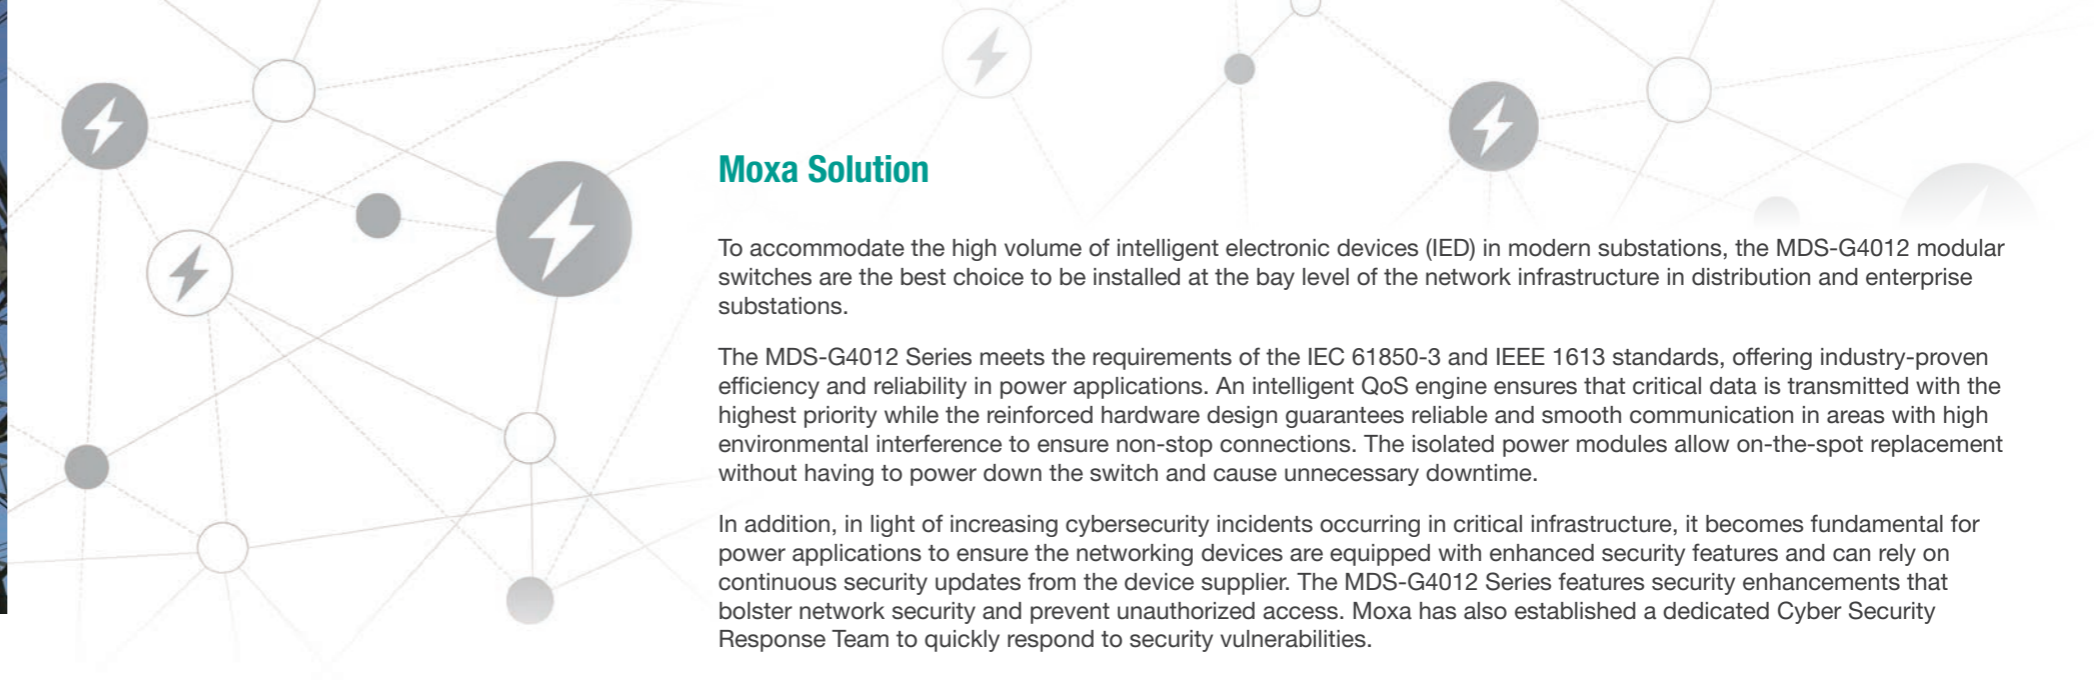 Moxa Solution
To accommodate the high volume of intelligent electronic devices (IED) in modern substations, the MDS-G4012 modular
switches are the best choice to be installed at the bay level of the network infrastructure in distribution and enterprise
substations.
The MDS-G4012 Series meets the requirements of the IEC 61850-3 and IEEE 1613 standards, offering industry-proven
efficiency and reliability in power applications. An intelligent QoS engine ensures that critical data is transmitted with the
highest priority while the reinforced hardware design guarantees reliable and smooth communication in areas with high
environmental interference to ensure non-stop connections. The isolated power modules allow on-the-spot replacement
without having to power down the switch and cause unnecessary downtime.
In addition, in light of increasing cybersecurity incidents occurring in critical infrastructure, it becomes fundamental for
power applications to ensure the networking devices are equipped with enhanced security features and can rely on
continuous security updates from the device supplier. The MDS-G4012 Series features security enhancements that
bolster network security and prevent unauthorized access. Moxa has also established a dedicated Cyber Security
Response Team to quickly respond to security vulnerabilities.